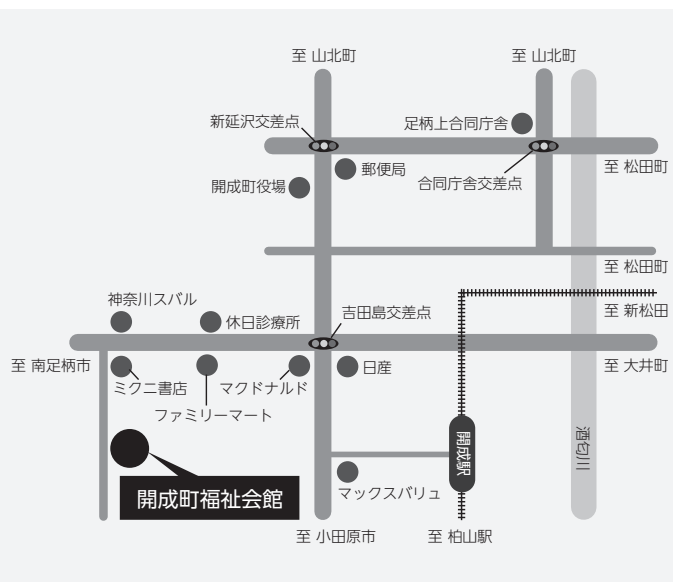 至 山北町
至 山北町
新延沢交差点
足柄上合同庁舎
郵便局
至 松田町
開成町役場
合同庁舎交差点
至 松田町
神奈川スバル
吉田島交差点
至 新松田
休日診療所
至 南足柄市
日産
至 大井町
ミクニ書店
マクドナルド
ファミリーマート
開成駅
酒匂川
開成町福祉会館
マックスバリュ
至 小田原市
至 柏山駅